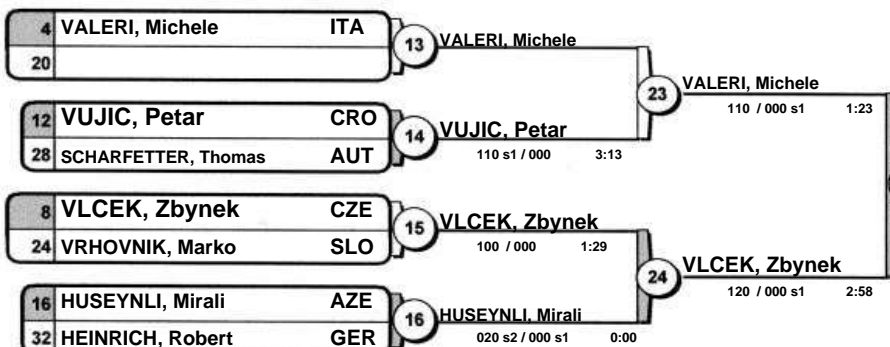 4 VALERI, Michele ITA
20
13
VALERI, Michele
12 VUJIC, Petar CRO
28 SCHARFETTER, Thomas AUT
14
VUJIC, Petar
110 s1 / 000 3:13
23
VALERI, Michele
110 / 000 s1 1:23
8 VLCEK, Zbynek CZE
24 VRHOVNIK, Marko SLO
15
VLCEK, Zbynek
100 / 000 1:29
16 HUSEYNLI, Mirali AZE
32 HEINRICH, Robert GER
16
HUSEYNLI, Mirali
020 s2 / 000 s1 0:00
24
VLCEK, Zbynek
120 / 000 s1 2:58